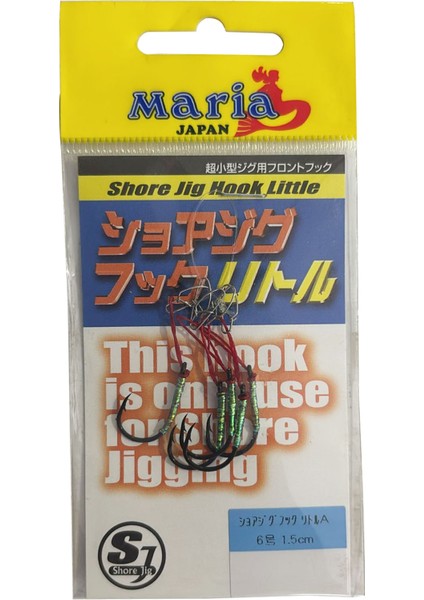 Maria
JAPAN
超小型ジグ用フロントフック
Shore Jig Hook Little
ショアジグ
フックリトル
This Hook
is only use
for Shore
Jigging
S7
Shore Jig
ショアジグフック リトルA
6号 1.5cm